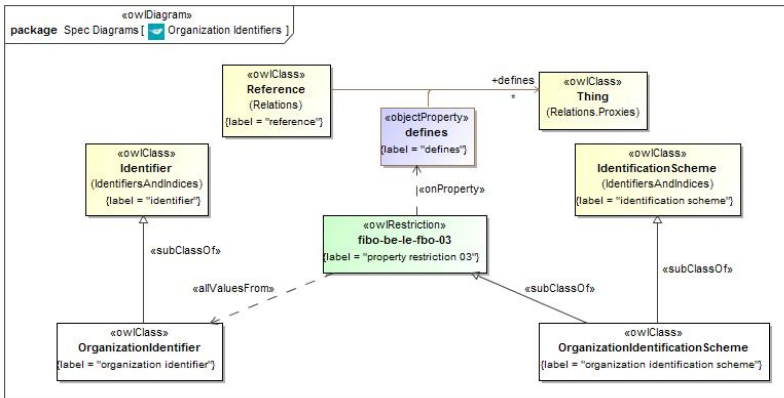 «owlDiagram»
package Spec Diagrams [ Organization Identifiers ]
«owlClass»
Reference
(Relations)
{label = "reference"}
+defines
*
«owlClass»
Thing
(Relations.Proxies)
«objectProperty»
defines
{label = "defines"}
«owlClass»
Identifier
(IdentifiersAndIndices)
{label = "identifier"}
«owlClass»
IdentificationScheme
(IdentifiersAndIndices)
{label = "identification scheme"}
«onProperty»
«owlRestriction»
fibo-be-le-fbo-03
{label = "property restriction 03"}
«subClassOf»
«allValuesFrom»
«subClassOf»
«subClassOf»
«owlClass»
OrganizationIdentifier
{label = "organization identifier"}
«owlClass»
OrganizationIdentificationScheme
{label = "organization identification scheme"}